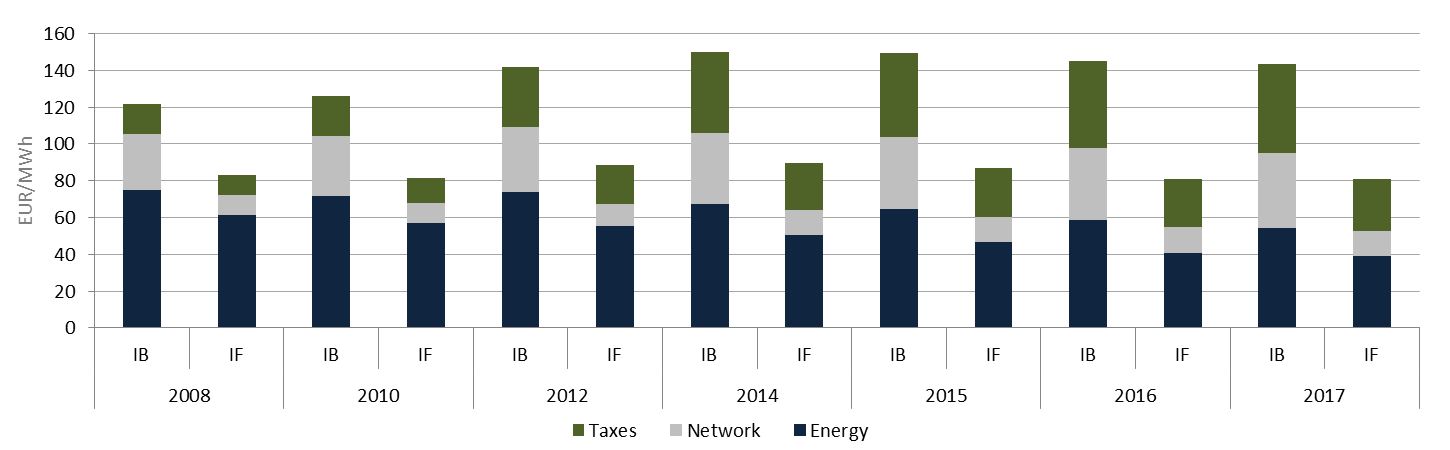 160
140
120
100
80
60
40
20
0
EUR/MWh
IB IF IB IF IB IF IB IF IB IF IB IF IB IF
2008 2010 2012 2014 2015 2016 2017
Taxes Network Energy